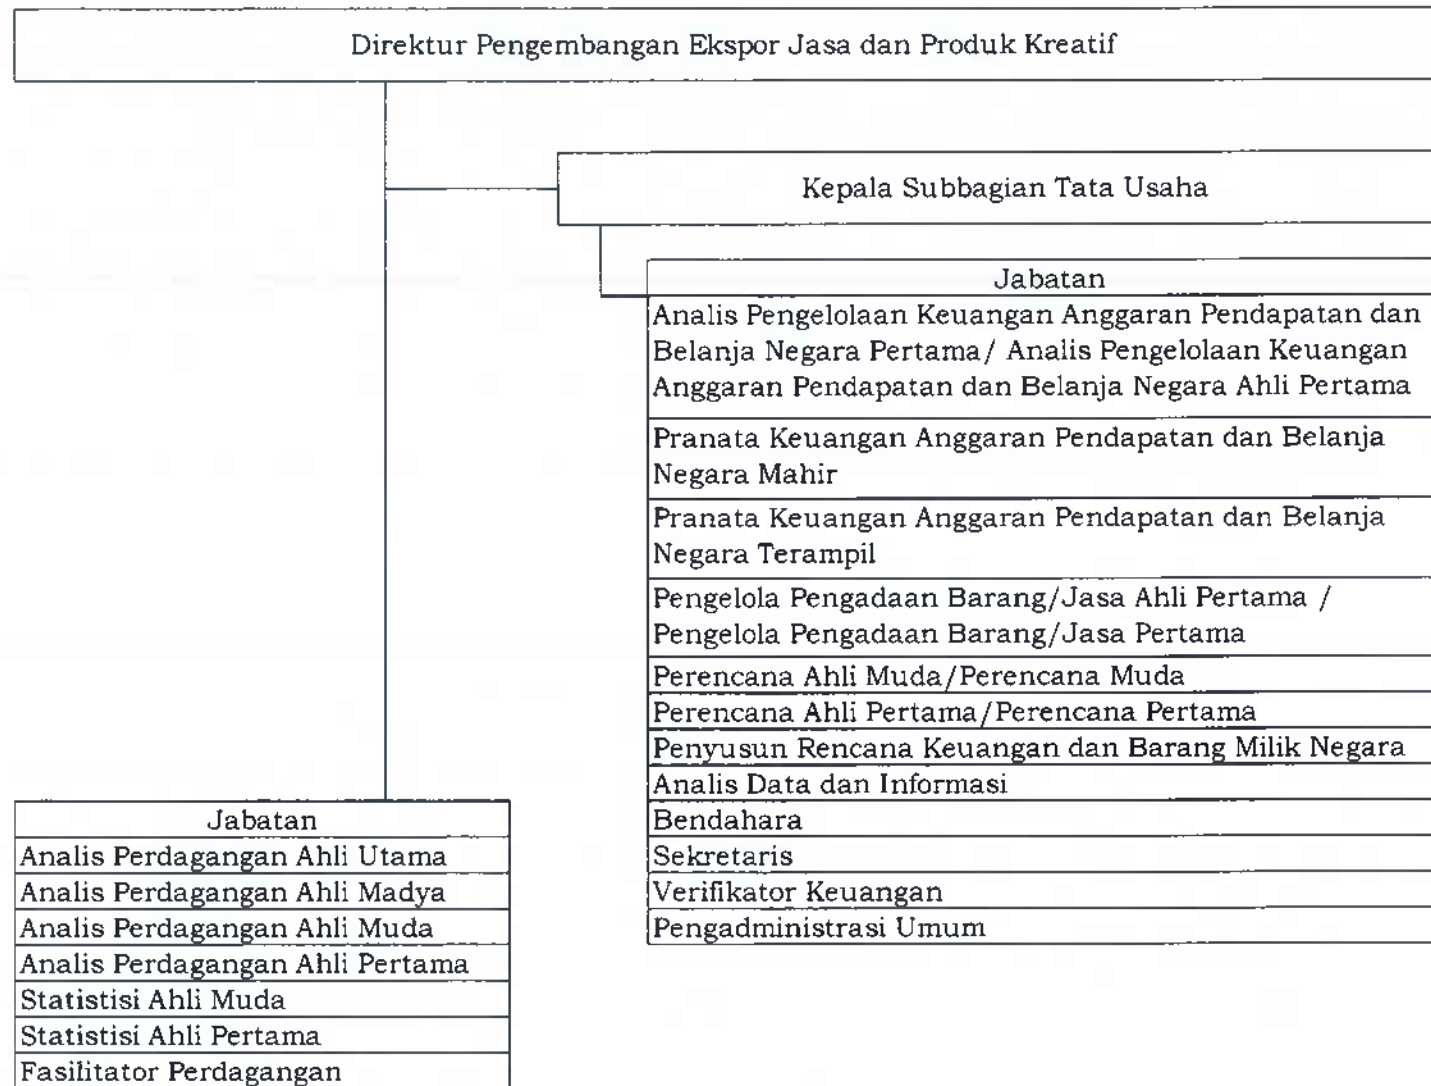 Direktur Pengembangan Ekspor Jasa dan Produk Kreatif
Kepala Subbagian Tata Usaha
Jabatan
Analis Pengelolaan Keuangan Anggaran Pendapatan dan
Belanja Negara Pertama/ Analis Pengelolaan Keuangan
Anggaran Pendapatan dan Belanja Negara Ahli Pertama
Pranata Keuangan Anggaran Pendapatan dan Belanja
Negara Mahir
Pranata Keuangan Anggaran Pendapatan dan Belanja
Negara Terampil
Pengelola Pengadaan Barang/Jasa Ahli Pertama /
Pengelola Pengadaan Barang/Jasa Pertama
Perencana Ahli Muda/Perencana Muda
Perencana Ahli Pertama/Perencana Pertama
Penyusun Rencana Keuangan dan Barang Milik Negara
Analis Data dan Informasi
Bendahara
Sekretaris
Verifikator Keuangan
Pengadministrasi Umum
Jabatan
Analis Perdagangan Ahli Utama
Analis Perdagangan Ahli Madya
Analis Perdagangan Ahli Muda
Analis Perdagangan Ahli Pertama
Statistisi Ahli Muda
Statistisi Ahli Pertama
Fasilitator Perdagangan